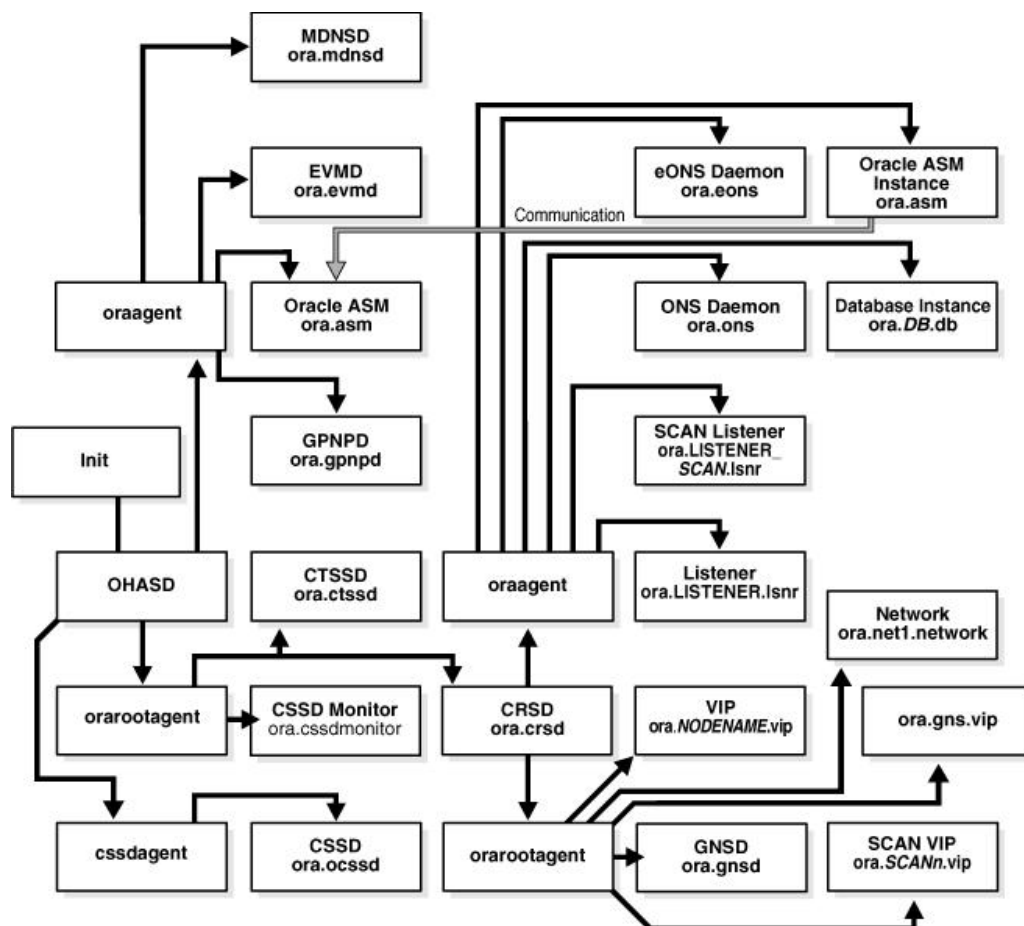 MDNSD
ora.mdnsd
EVMD
ora.evmd
eONS Daemon
ora.eons
Oracle ASM
Instance
ora.asm
Communication
oraagent
Oracle ASM
ora.asm
ONS Daemon
ora.ons
Database Instance
ora.DB.db
Init
GPNPD
ora.gpnpd
SCAN Listener
ora.LISTENER_
SCAN.lsnr
OHASD
CTSSD
ora.ctssd
oraagent
Listener
ora.LISTENER.lsnr
Network
ora.net1.network
orarootagent
CSSD Monitor
ora.cssdmonitor
CRSD
ora.crsd
VIP
ora.NODENAME.vip
ora.gns.vip
cssdagent
CSSD
ora.ocssd
orarootagent
GNSD
ora.gnsd
SCAN VIP
ora.SCANn.vip